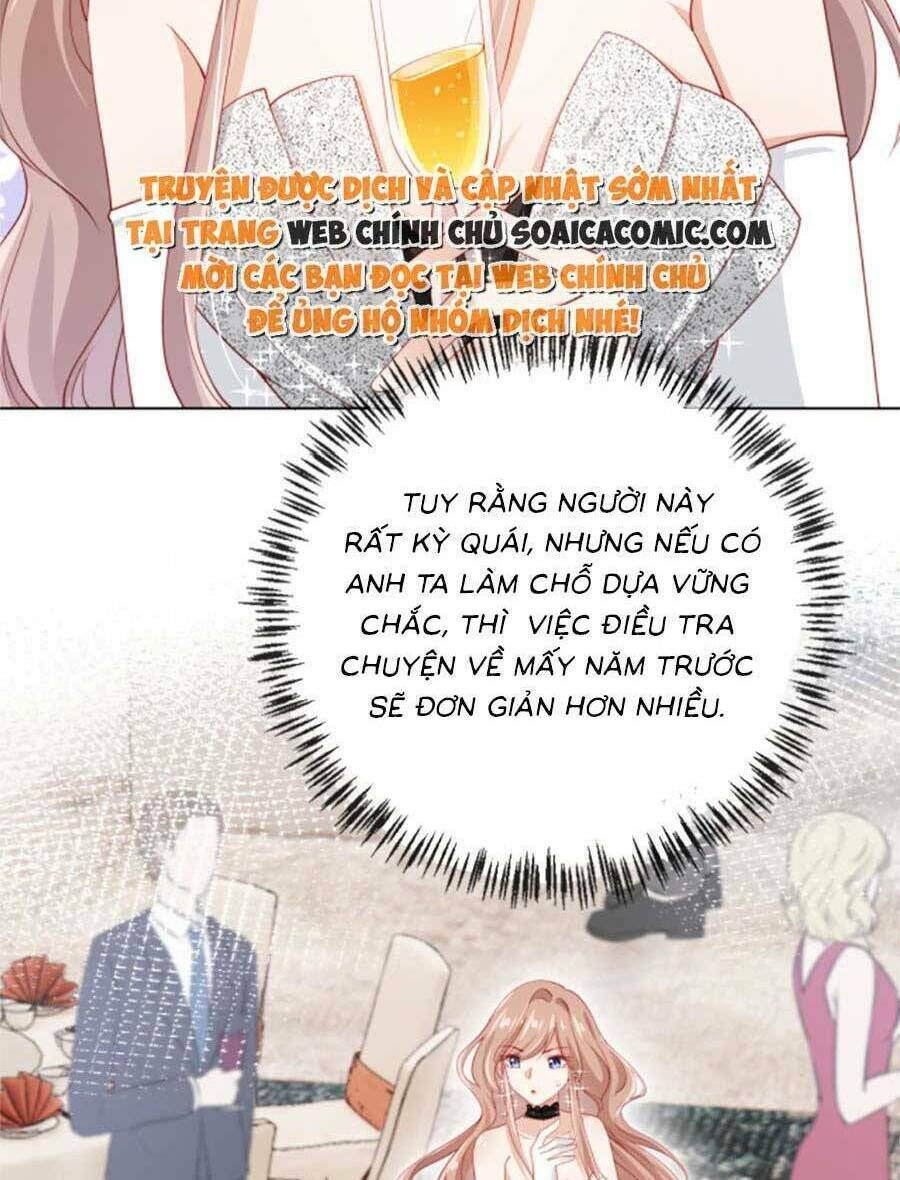 TRUYỆN ĐƯỢC DỊCH VÀ CẬP NHẬT SỚM NHẤT
TẠI TRANG WEB CHÍNH CHỦ SOAICACOMIC.COM
MỜI CÁC BẠN ĐỌC TẠI WEB CHÍNH CHỦ
ĐỂ ỦNG HỘ NHÓM DỊCH NHÉ!
TUY RẰNG NGƯỜI NÀY
RẤT KỲ QUÁI, NHƯNG NẾU CÓ
ANH TA LÀM CHỖ DỰA VỮNG
CHẮC, THÌ VIỆC ĐIỀU TRA
CHUYỆN VỀ MẤY NĂM TRƯỚC
SẼ ĐƠN GIẢN HƠN NHIỀU.